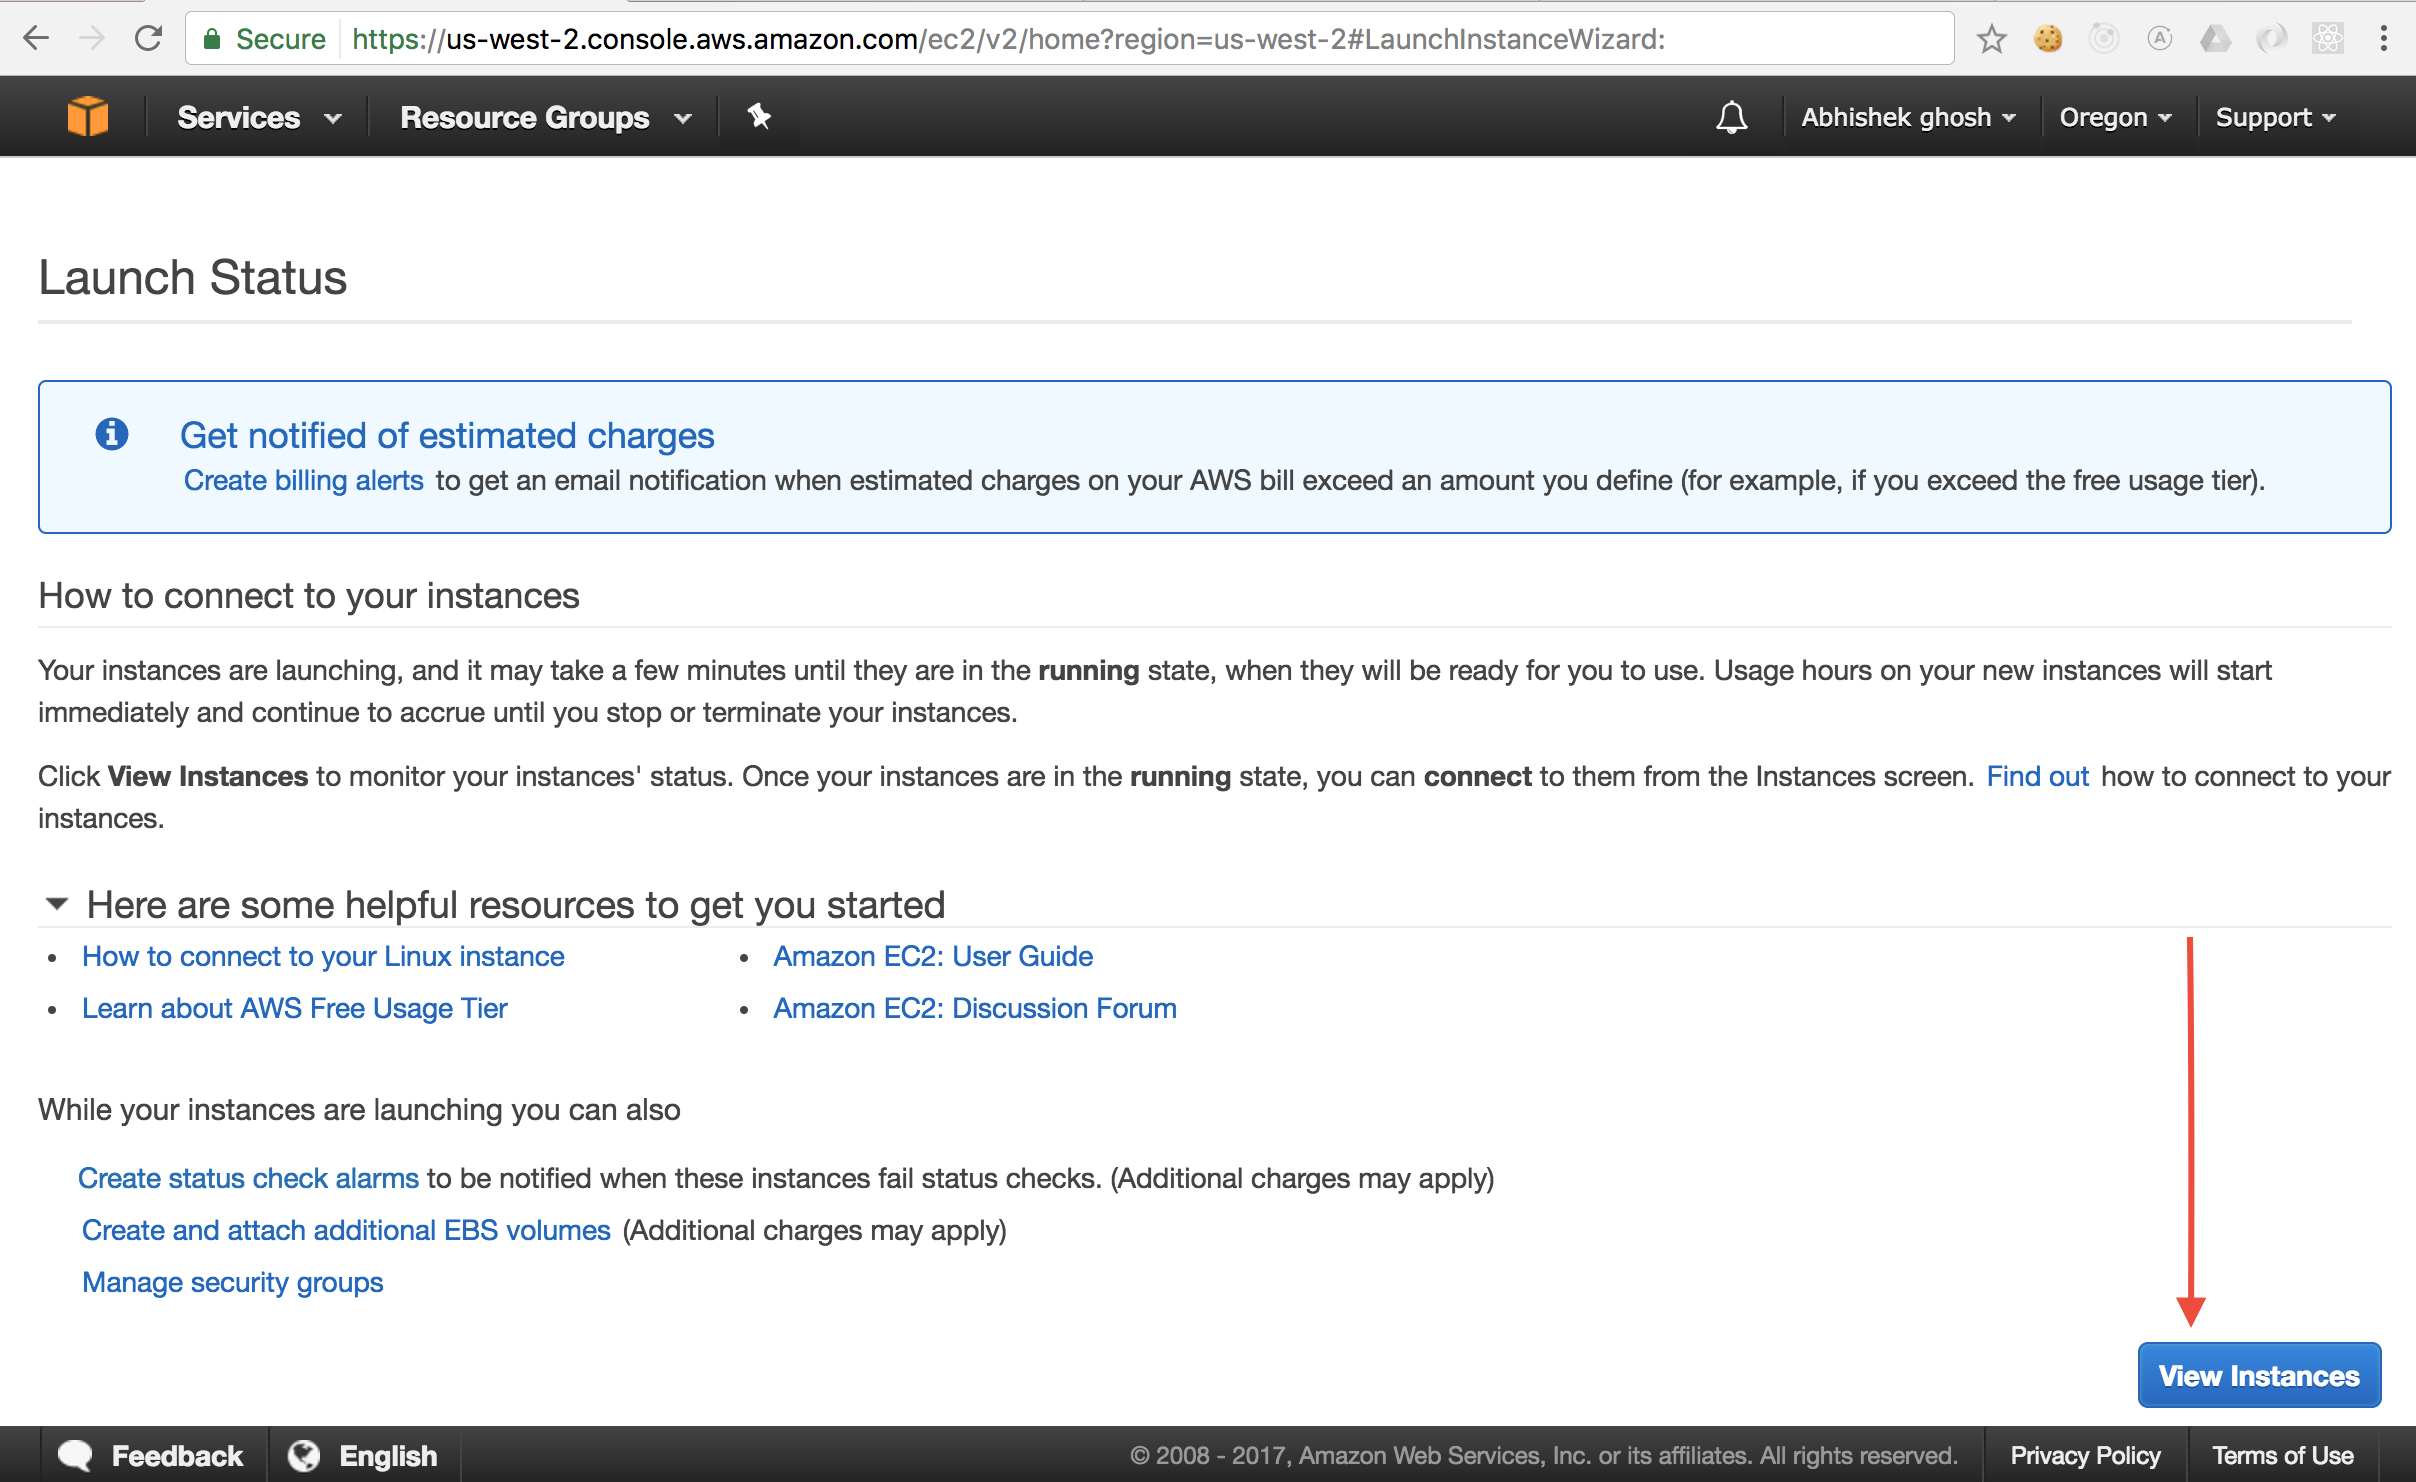 Secure https://us-west-2.console.aws.amazon.com/ec2/v2/home?region=us-west-2#LaunchInstanceWizard:
Services Resource Groups Abhishek ghosh Oregon Support
Launch Status
Get notified of estimated charges
Create billing alerts to get an email notification when estimated charges on your AWS bill exceed an amount you define (for example, if you exceed the free usage tier).
How to connect to your instances
Your instances are launching, and it may take a few minutes until they are in the running state, when they will be ready for you to use. Usage hours on your new instances will start
immediately and continue to accrue until you stop or terminate your instances.
Click View Instances to monitor your instances' status. Once your instances are in the running state, you can connect to them from the Instances screen. Find out how to connect to your
instances.
Here are some helpful resources to get you started
• How to connect to your Linux instance • Amazon EC2: User Guide
• Learn about AWS Free Usage Tier • Amazon EC2: Discussion Forum
While your instances are launching you can also
Create status check alarms to be notified when these instances fail status checks. (Additional charges may apply)
Create and attach additional EBS volumes (Additional charges may apply)
Manage security groups
View Instances
Feedback English © 2008 - 2017, Amazon Web Services, Inc. or its affiliates. All rights reserved. Privacy Policy Terms of Use